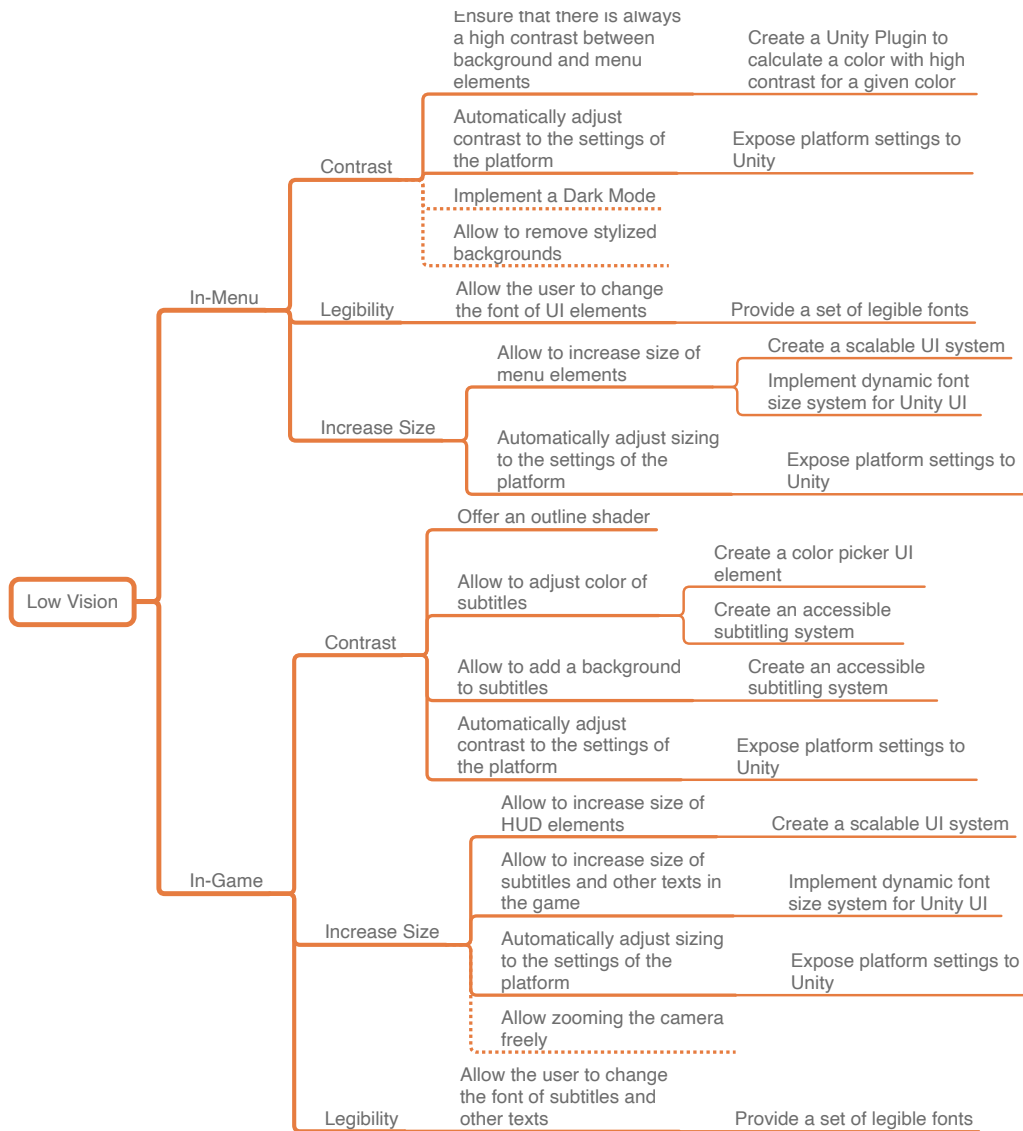 Ensure that there is always
a high contrast between
background and menu
elements
Create a Unity Plugin to
calculate a color with high
contrast for a given color
Automatically adjust
contrast to the settings of
the platform
Expose platform settings to
Unity
Contrast
Implement a Dark Mode
Allow to remove stylized
backgrounds
In-Menu
Legibility
Allow the user to change
the font of UI elements
Provide a set of legible fonts
Allow to increase size of
menu elements
Create a scalable UI system
Implement dynamic font
size system for Unity UI
Increase Size
Automatically adjust sizing
to the settings of the
platform
Expose platform settings to
Unity
Low Vision
Offer an outline shader
Allow to adjust color of
subtitles
Create a color picker UI
element
Create an accessible
subtitling system
Contrast
Allow to add a background
to subtitles
Create an accessible
subtitling system
Automatically adjust
contrast to the settings of
the platform
Expose platform settings to
Unity
In-Game
Allow to increase size of
HUD elements
Create a scalable UI system
Allow to increase size of
subtitles and other texts in
the game
Implement dynamic font
size system for Unity UI
Increase Size
Automatically adjust sizing
to the settings of the
platform
Expose platform settings to
Unity
Allow zooming the camera
freely
Legibility
Allow the user to change
the font of subtitles and
other texts
Provide a set of legible fonts